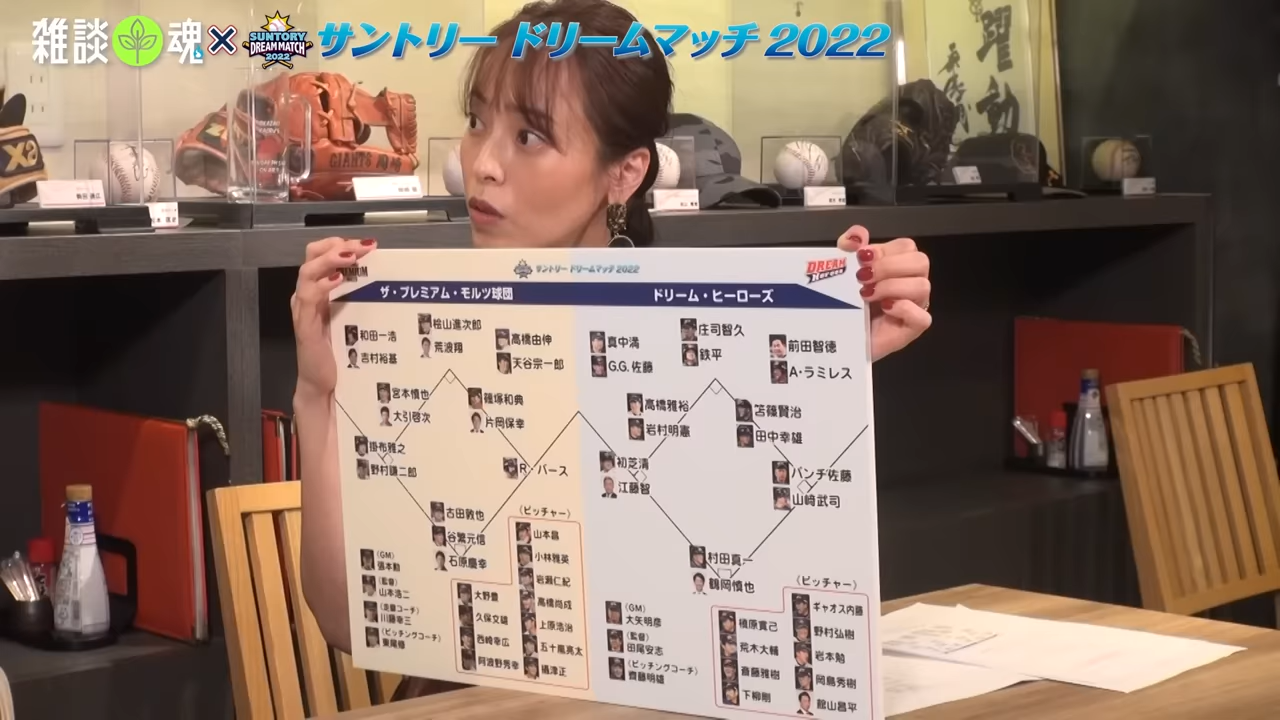 雑談魂×SUNTORY DREAM MATCH 2022 サントリー ドリームマッチ 2022
躍動
GIANTS
サントリー ドリームマッチ 2022
DREAM Heroes
ザ・プレミアム・モルツ球団
和田一浩
吉村裕基
桧山進次郎
荒波翔
高橋由伸
天谷宗一郎
宮本慎也
大引啓次
篠塚和典
片岡保幸
掛布雅之
野村謙二郎
R・バース
古田敦也
谷繁元信
石原慶幸
(ピッチャー)
山本昌
小林雅英
岩瀬仁紀
高橋尚成
上原浩治
五十嵐亮太
槙津正
大野豊
久保文雄
西崎幸広
阿波野秀幸
(GM)
張本勲
(監督)
山本浩二
(走塁コーチ)
川藤幸三
(ピッチングコーチ)
東尾修
ドリーム・ヒーローズ
真中満
G.G.佐藤
庄司智久
鉄平
前田智徳
A・ラミレス
高橋雅裕
岩村明憲
笘篠賢治
田中幸雄
初芝清
江藤智
パンチ佐藤
山﨑武司
村田真一
鶴岡慎也
(ピッチャー)
ギャオス内藤
野村弘樹
岩本勉
岡島秀樹
館山昌平
槙原寛己
荒木大輔
斎藤雅樹
下柳剛
(GM)
大矢明彦
(監督)
田尾安志
(ピッチングコーチ)
齊藤明雄